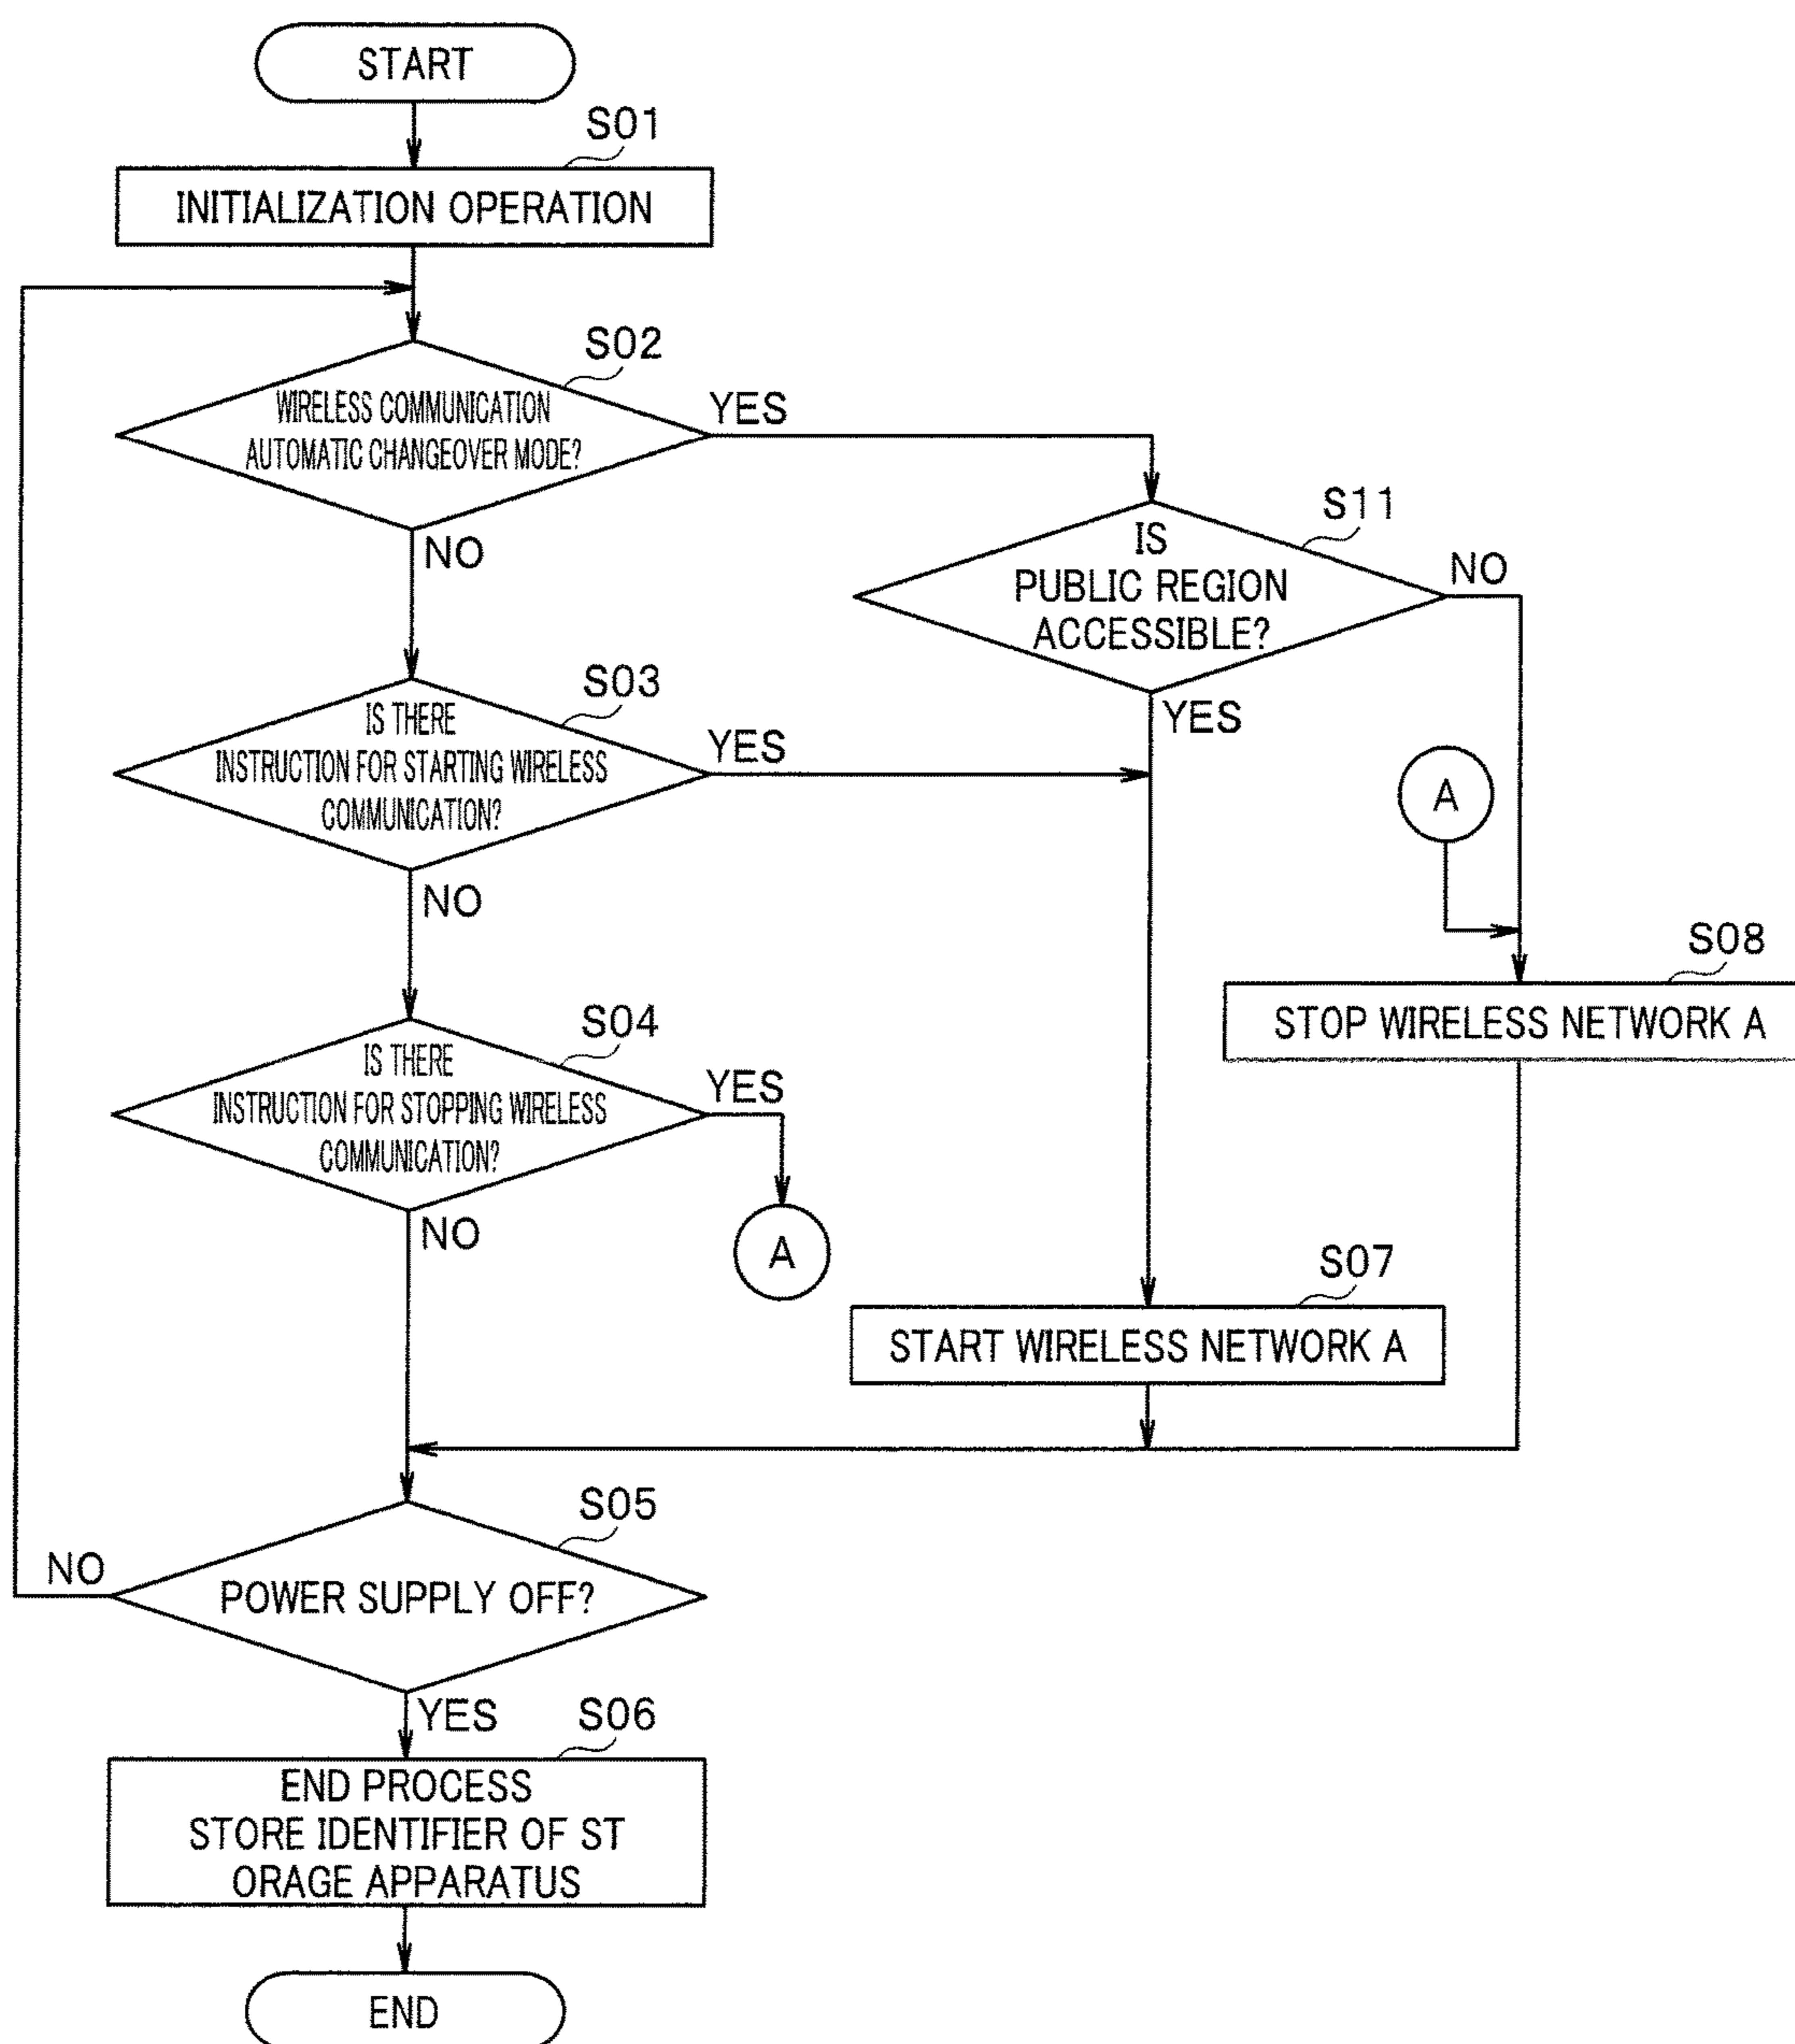 START
S01
INITIALIZATION OPERATION
S02
WIRELESS COMMUNICATION
AUTOMATIC CHANGEOVER MODE?
YES
NO
S11
IS
PUBLIC REGION
ACCESSIBLE?
NO
YES
S03
IS THERE
INSTRUCTION FOR STARTING WIRELESS
COMMUNICATION?
YES
NO
A
S08
STOP WIRELESS NETWORK A
S04
IS THERE
INSTRUCTION FOR STOPPING WIRELESS
COMMUNICATION?
YES
NO
A
S07
START WIRELESS NETWORK A
S05
POWER SUPPLY OFF?
NO
YES
S06
END PROCESS
STORE IDENTIFIER OF ST
ORAGE APPARATUS
END